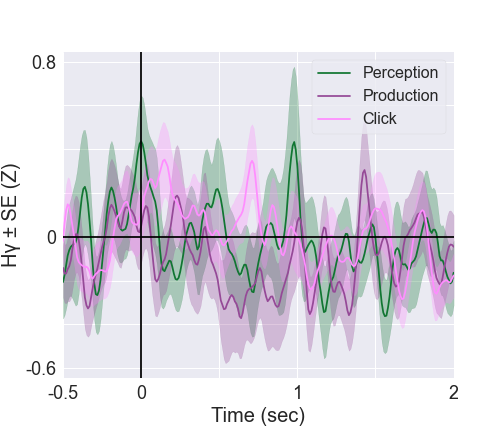 0.8
Perception
Production
Click
Hγ ± SE (Z)
0
-0.6
-0.5 0 1 2
Time (sec)